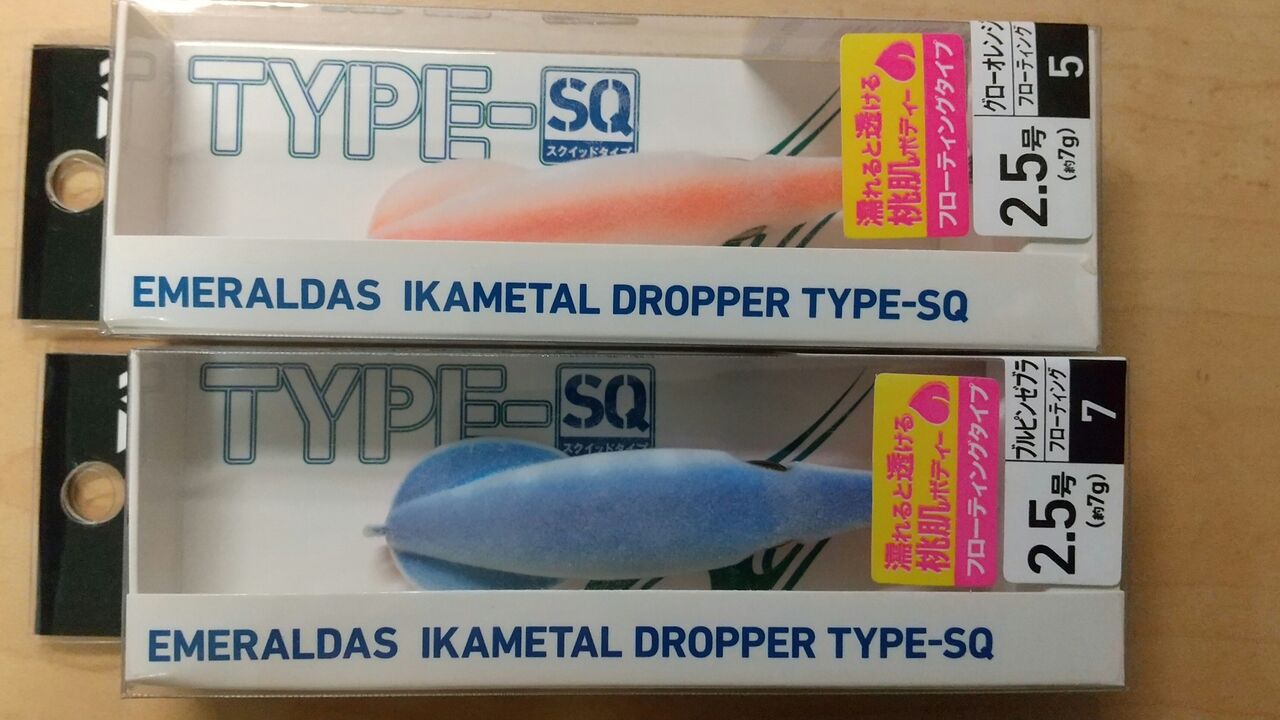 TYPE-SQ
スクイッドタイプ
濡れると透ける
桃肌ボディー
フローティングタイプ
グローオレンジ
フローティング
5
2.5号
(約7g)
EMERALDAS IKAMETAL DROPPER TYPE-SQ
TYPE-SQ
スクイッドタイプ
濡れると透ける
桃肌ボディー
フローティングタイプ
ブルピンゼブラ
フローティング
7
2.5号
(約7g)
EMERALDAS IKAMETAL DROPPER TYPE-SQ